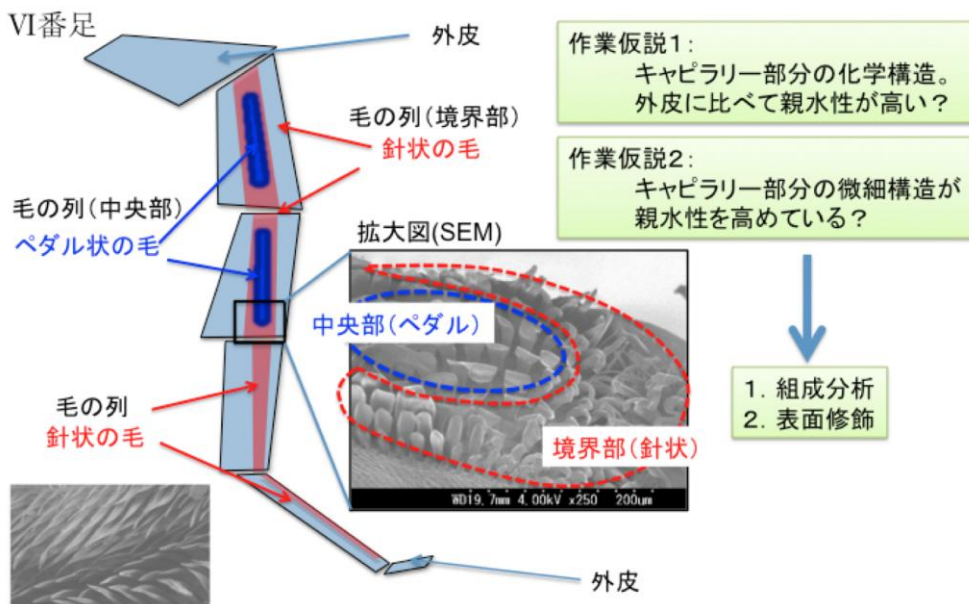 VI番足
外皮
毛の列(境界部)
針状の毛
毛の列(中央部)
ペダル状の毛
拡大図(SEM)
中央部(ペダル)
境界部(針状)
WD19.7mm 4.00kV x250 200um
毛の列
針状の毛
外皮
作業仮説1:
キャピラリー部分の化学構造。
外皮に比べて親水性が高い?
作業仮説2:
キャピラリー部分の微細構造が
親水性を高めている?
1. 組成分析
2. 表面修飾